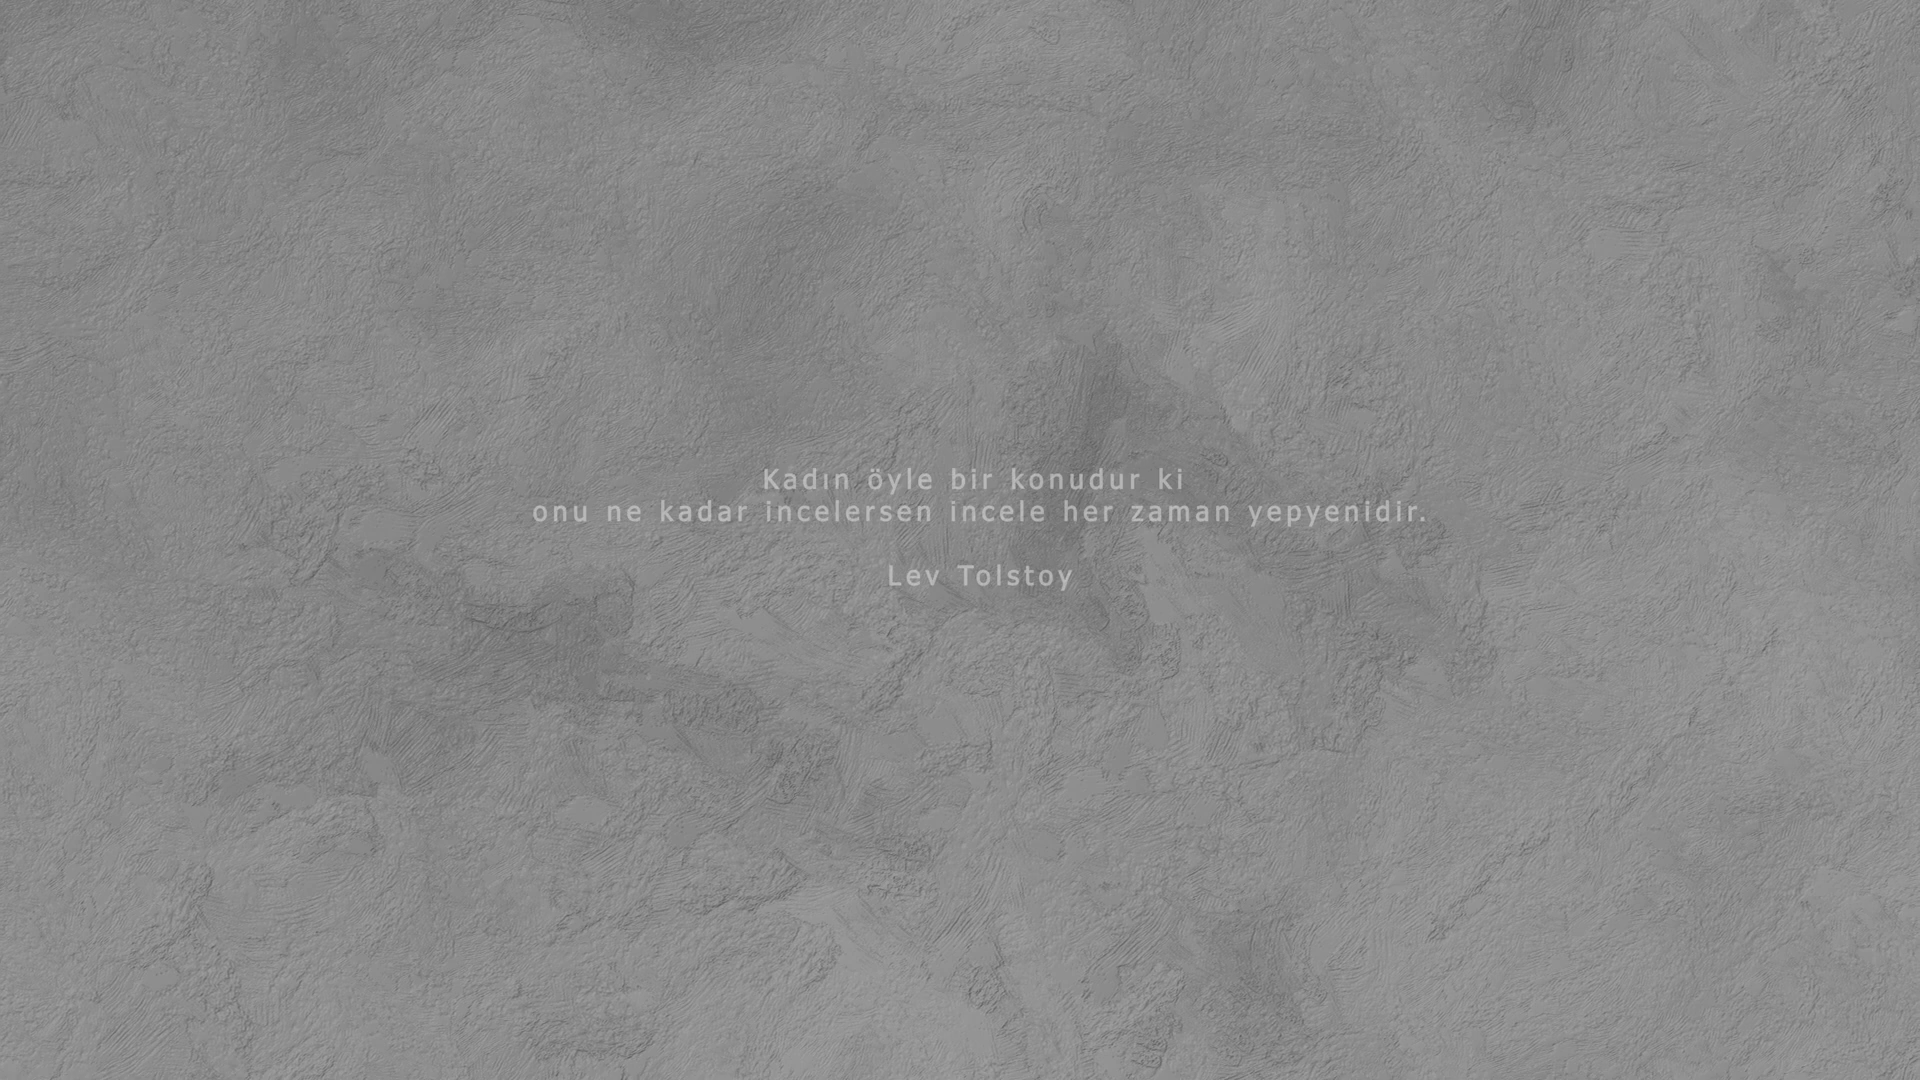 Kadın öyle bir konudur ki
onu ne kadar incelersen incele her zaman yepyenidir.
Lev Tolstoy